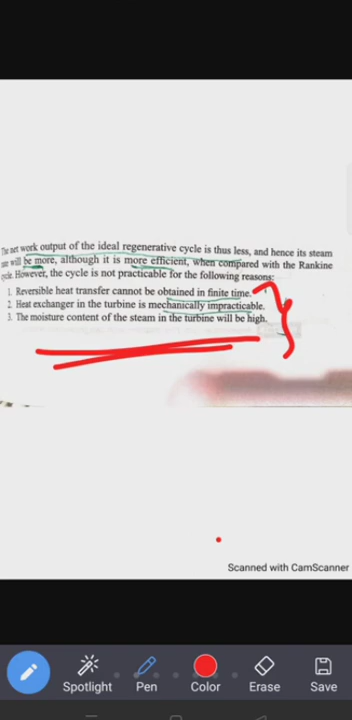 The net work output of the ideal regenerative cycle is thus less, and hence its steam
rate will be more, although it is more efficient, when compared with the Rankine
cycle. However, the cycle is not practicable for the following reasons:
1. Reversible heat transfer cannot be obtained in finite time.
2. Heat exchanger in the turbine is mechanically impracticable.
3. The moisture content of the steam in the turbine will be high.
Scanned with CamScanner
Spotlight Pen Color Erase Save